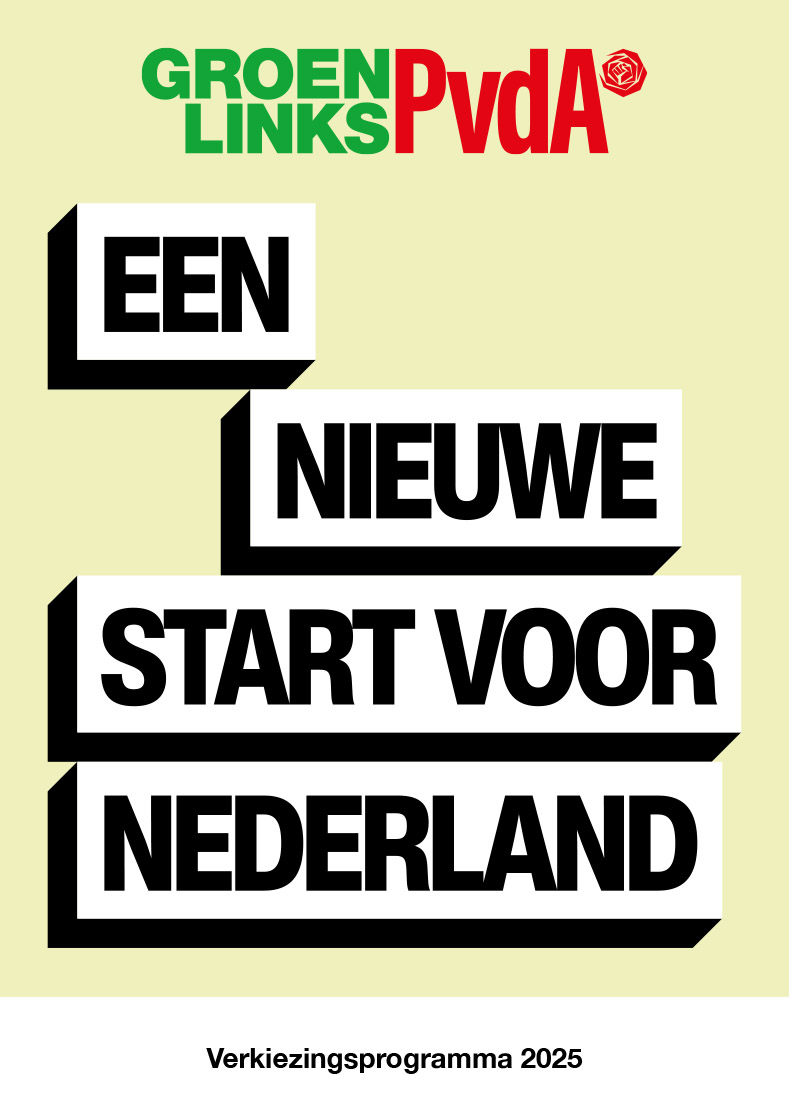 GROEN
LINKS PvdA
EEN
NIEUWE
START VOOR
NEDERLAND
Verkiezingsprogramma 2025